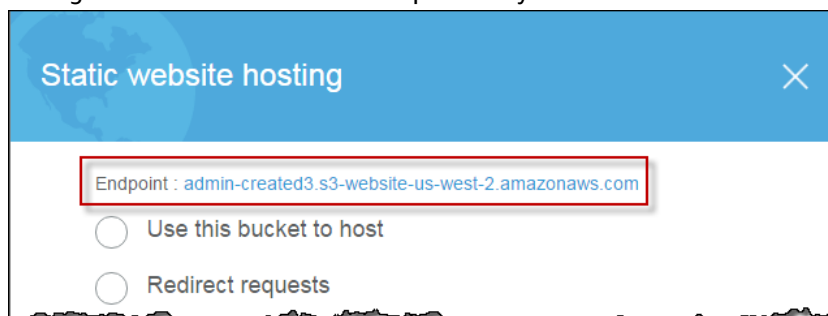 Static website hosting
Endpoint : admin-created3.s3-website-us-west-2.amazonaws.com
Use this bucket to host
Redirect requests